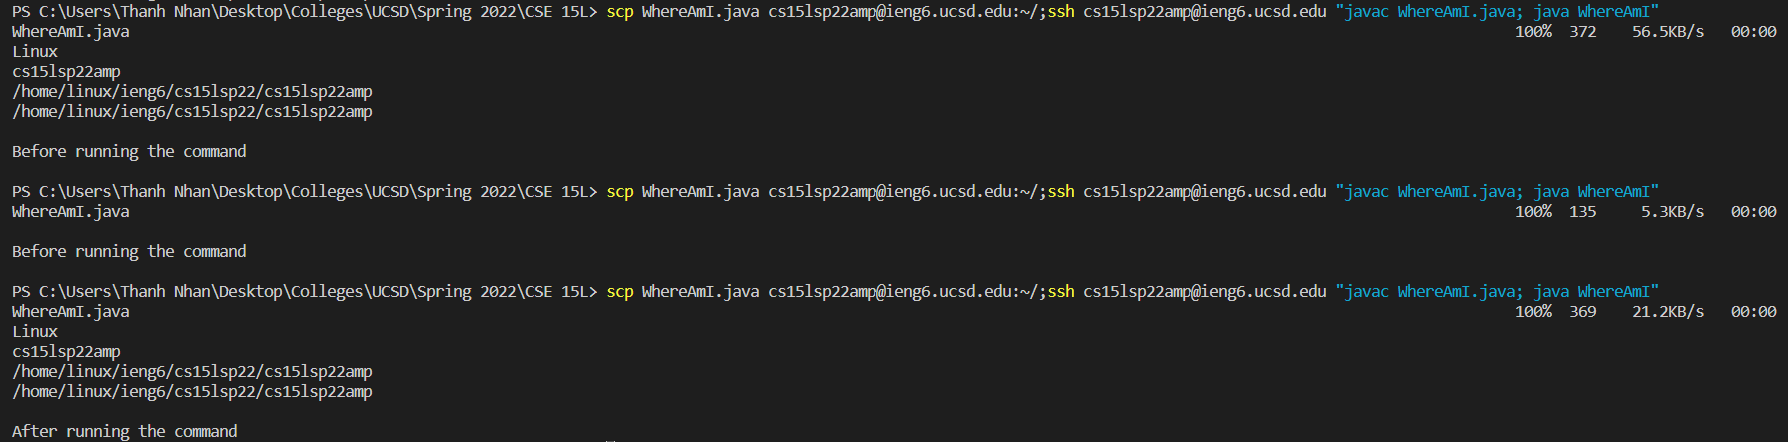 PS C:\Users\Thanh Nhan\Desktop\Colleges\UCSD\Spring 2022\CSE 15L> scp WhereAmI.java cs15lsp22amp@ieng6.ucsd.edu:~/;ssh cs15lsp22amp@ieng6.ucsd.edu "javac WhereAmI.java; java WhereAmI"
WhereAmI.java 100% 372 56.5KB/s 00:00
Linux
cs15lsp22amp
/home/linux/ieng6/cs15lsp22/cs15lsp22amp
/home/linux/ieng6/cs15lsp22/cs15lsp22amp
Before running the command
PS C:\Users\Thanh Nhan\Desktop\Colleges\UCSD\Spring 2022\CSE 15L> scp WhereAmI.java cs15lsp22amp@ieng6.ucsd.edu:~/;ssh cs15lsp22amp@ieng6.ucsd.edu "javac WhereAmI.java; java WhereAmI"
WhereAmI.java 100% 135 5.3KB/s 00:00
Before running the command
PS C:\Users\Thanh Nhan\Desktop\Colleges\UCSD\Spring 2022\CSE 15L> scp WhereAmI.java cs15lsp22amp@ieng6.ucsd.edu:~/;ssh cs15lsp22amp@ieng6.ucsd.edu "javac WhereAmI.java; java WhereAmI"
WhereAmI.java 100% 369 21.2KB/s 00:00
Linux
cs15lsp22amp
/home/linux/ieng6/cs15lsp22/cs15lsp22amp
/home/linux/ieng6/cs15lsp22/cs15lsp22amp
After running the command